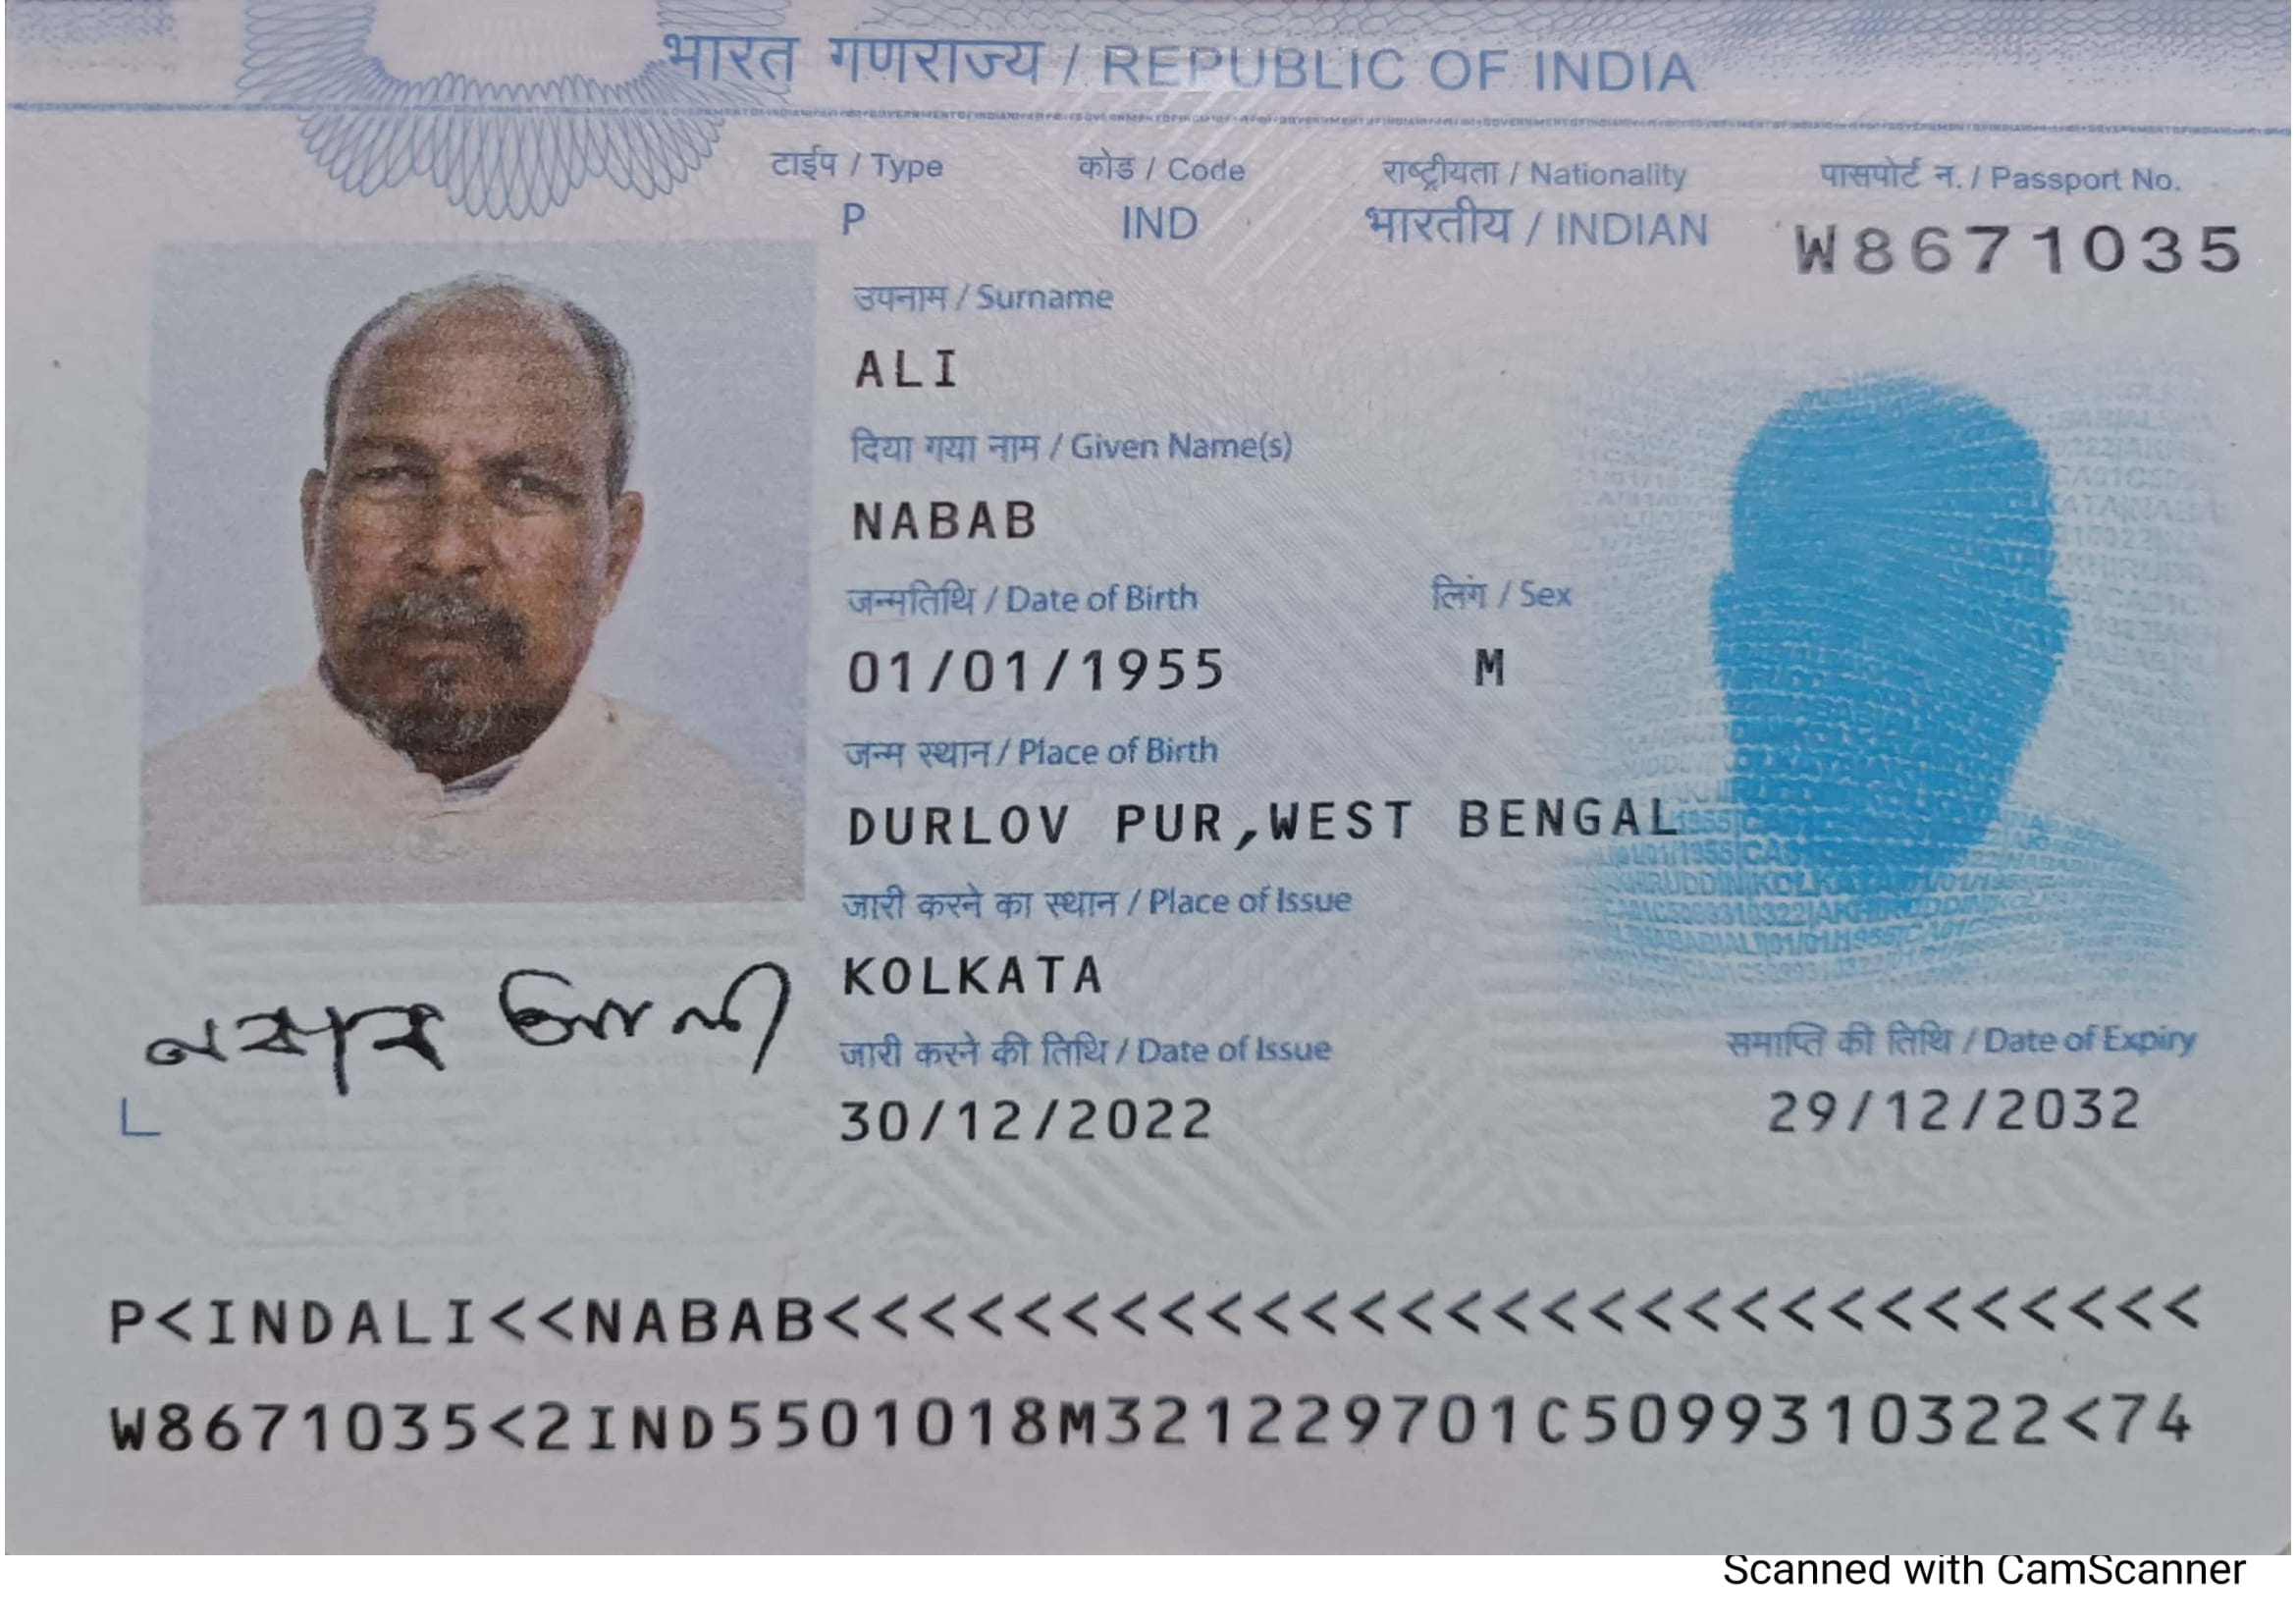 भारत गणराज्य / REPUBLIC OF INDIA
टाईप / Type
कोड / Code
राष्ट्रीयता / Nationality
पासपोर्ट न. / Passport No.
P
IND
भारतीय / INDIAN
W8671035
उपनाम / Surname
ALI
दिया गया नाम / Given Name(s)
NABAB
जन्मतिथि / Date of Birth
लिंग / Sex
01/01/1955
M
जन्म स्थान / Place of Birth
DURLOV PUR,WEST BENGAL
जारी करने का स्थान / Place of Issue
KOLKATA
নবাব আলী
जारी करने की तिथि / Date of Issue
समाप्ति की तिथि / Date of Expiry
30/12/2022
29/12/2032
P<INDALI<<NABAB<<<<<<<<<<<<<<<<<<<<<<<<<<<<<
W8671035<2IND5501018M321229701C5099310322<74
Scanned with CamScanner